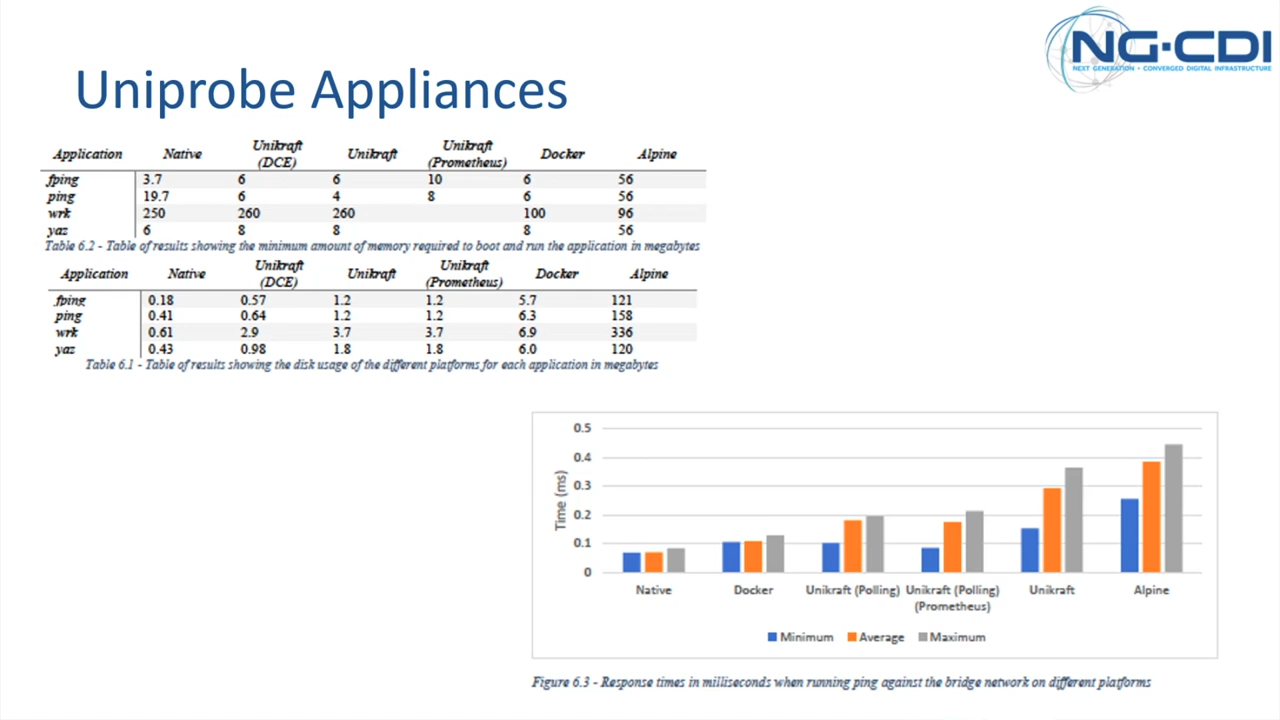 NG-CDI
NEXT GENERATION • CONVERGED DIGITAL INFRASTRUCTURE
Uniprobe Appliances
Application Native Unikraft (DCE) Unikraft Unikraft (Prometheus) Docker Alpine
fping 3.7 6 6 10 6 56
ping 19.7 6 4 8 6 56
wrk 250 260 260 100 96
yaz 6 8 8 8 56
Table 6.2 - Table of results showing the minimum amount of memory required to boot and run the application in megabytes
Application Native Unikraft (DCE) Unikraft Unikraft (Prometheus) Docker Alpine
fping 0.18 0.57 1.2 1.2 5.7 121
ping 0.41 0.64 1.2 1.2 6.3 158
wrk 0.61 2.9 3.7 3.7 6.9 336
yaz 0.43 0.98 1.8 1.8 6.0 120
Table 6.1 - Table of results showing the disk usage of the different platforms for each application in megabytes
Time (ms)
0.5
0.4
0.3
0.2
0.1
0
Native Docker Unikraft (Polling) Unikraft (Polling) (Prometheus) Unikraft Alpine
Minimum Average Maximum
Figure 6.3 - Response times in milliseconds when running ping against the bridge network on different platforms